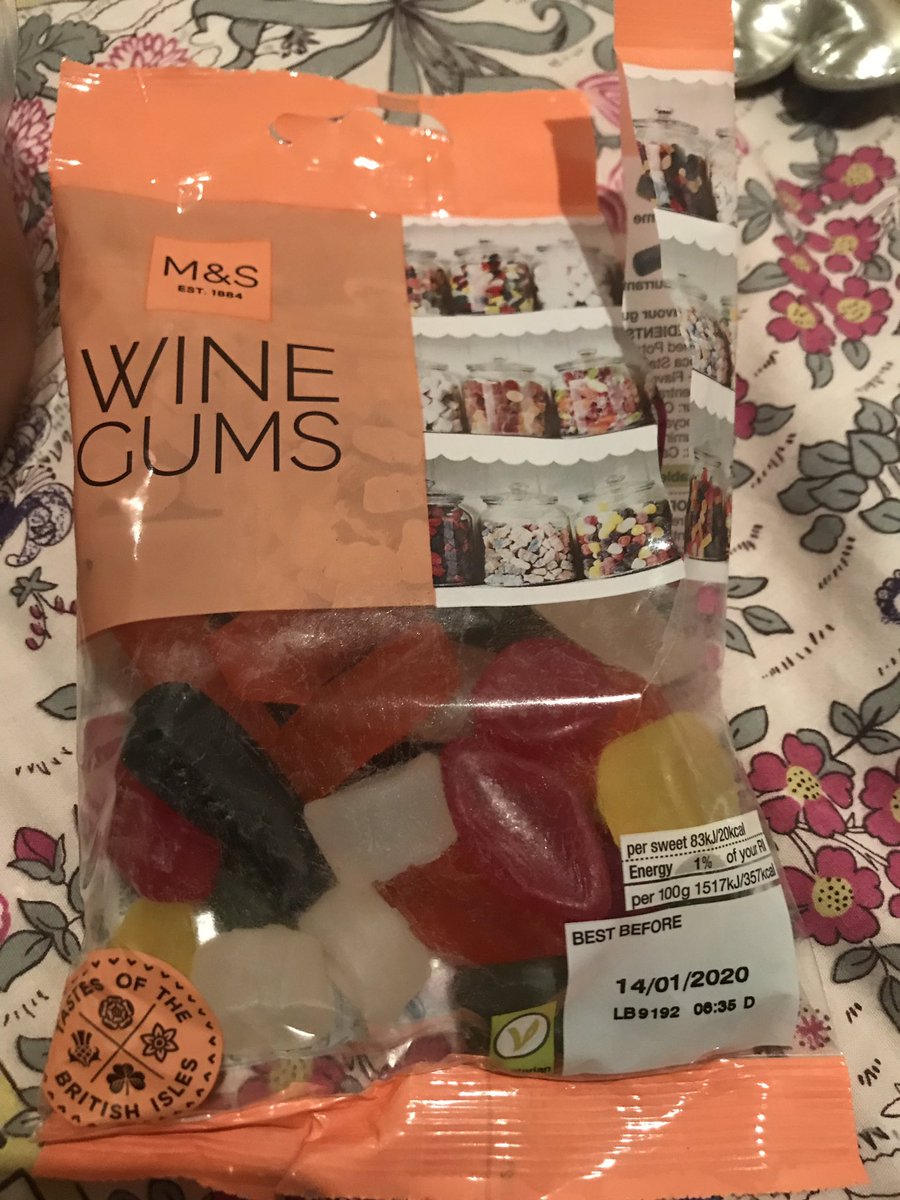 M&S
EST. 1884
WINE
GUMS
per sweet 83kJ/20kcal
Energy 1% of your RI
per 100g 1517kJ/357kcal
BEST BEFORE
14/01/2020
LB9192 06:35 D
TASTES OF THE
BRITISH ISLES